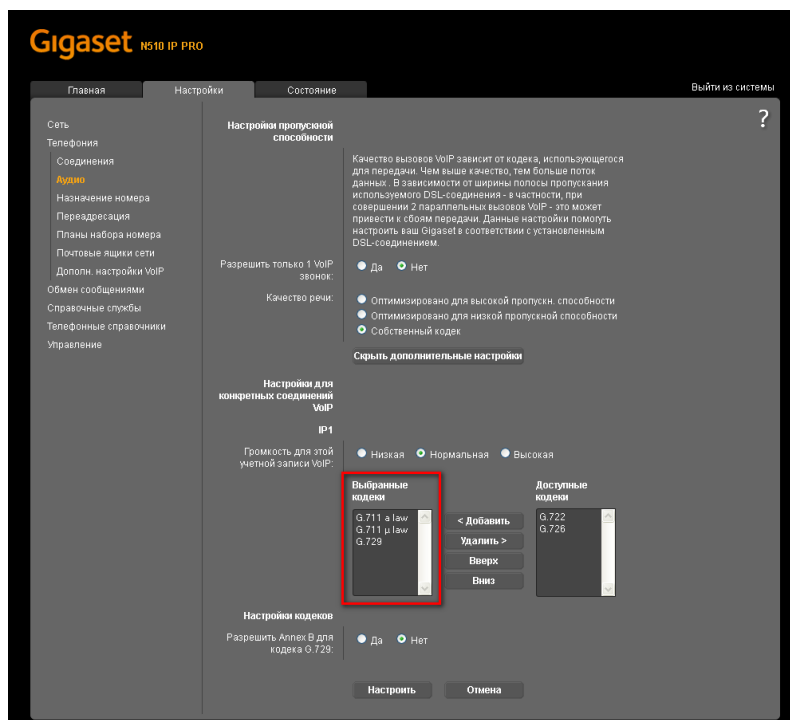 Gigaset N510 IP PRO
Главная Настройки Состояние Выйти из системы
?
Сеть
Телефония
Соединения
Аудио
Назначение номера
Переадресация
Планы набора номера
Почтовые ящики сети
Дополн. настройки VoIP
Обмен сообщениями
Справочные службы
Телефонные справочники
Управление
Настройки пропускной
способности
Качество вызовов VoIP зависит от кодека, использующегося
для передачи. Чем выше качество, тем больше поток
данных . В зависимости от ширины полосы пропускания
используемого DSL-соединения - в частности, при
совершении 2 параллельных вызовов VoIP - это может
привести к сбоям передачи. Данные настройки помогуть
настроить ваш Gigaset в соответствии с установленным
DSL-соединением.
Разрешить только 1 VoIP
звонок:
Да Нет
Качество речи:
Оптимизировано для высокой пропускн. способности
Оптимизировано для низкой пропускной способности
Собственный кодек
Скрыть дополнительные настройки
Настройки для
конкретных соединений
VoIP
IP1
Громкость для этой
учетной записи VoIP:
Низкая Нормальная Высокая
Выбранные
кодеки
G.711 a law
G.711 µ law
G.729
< Добавить
Удалить >
Вверх
Вниз
Доступные
кодеки
G.722
G.726
Настройки кодеков
Разрешить Annex B для
кодека G.729:
Да Нет
Настроить Отмена